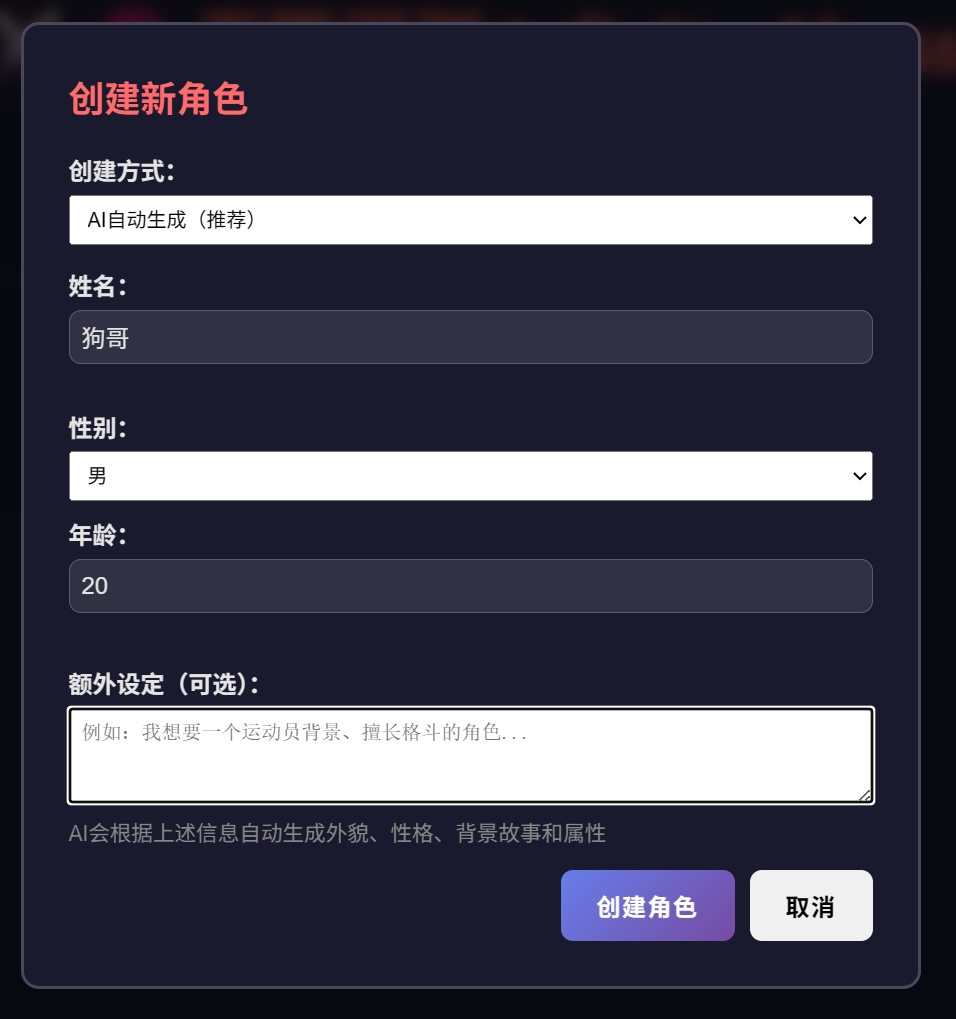 创建新角色
创建方式：
AI自动生成（推荐）
姓名：
狗哥
性别：
男
年龄：
20
额外设定（可选）：
例如：我想要一个运动员背景、擅长格斗的角色...
AI会根据上述信息自动生成外貌、性格、背景故事和属性
创建角色
取消